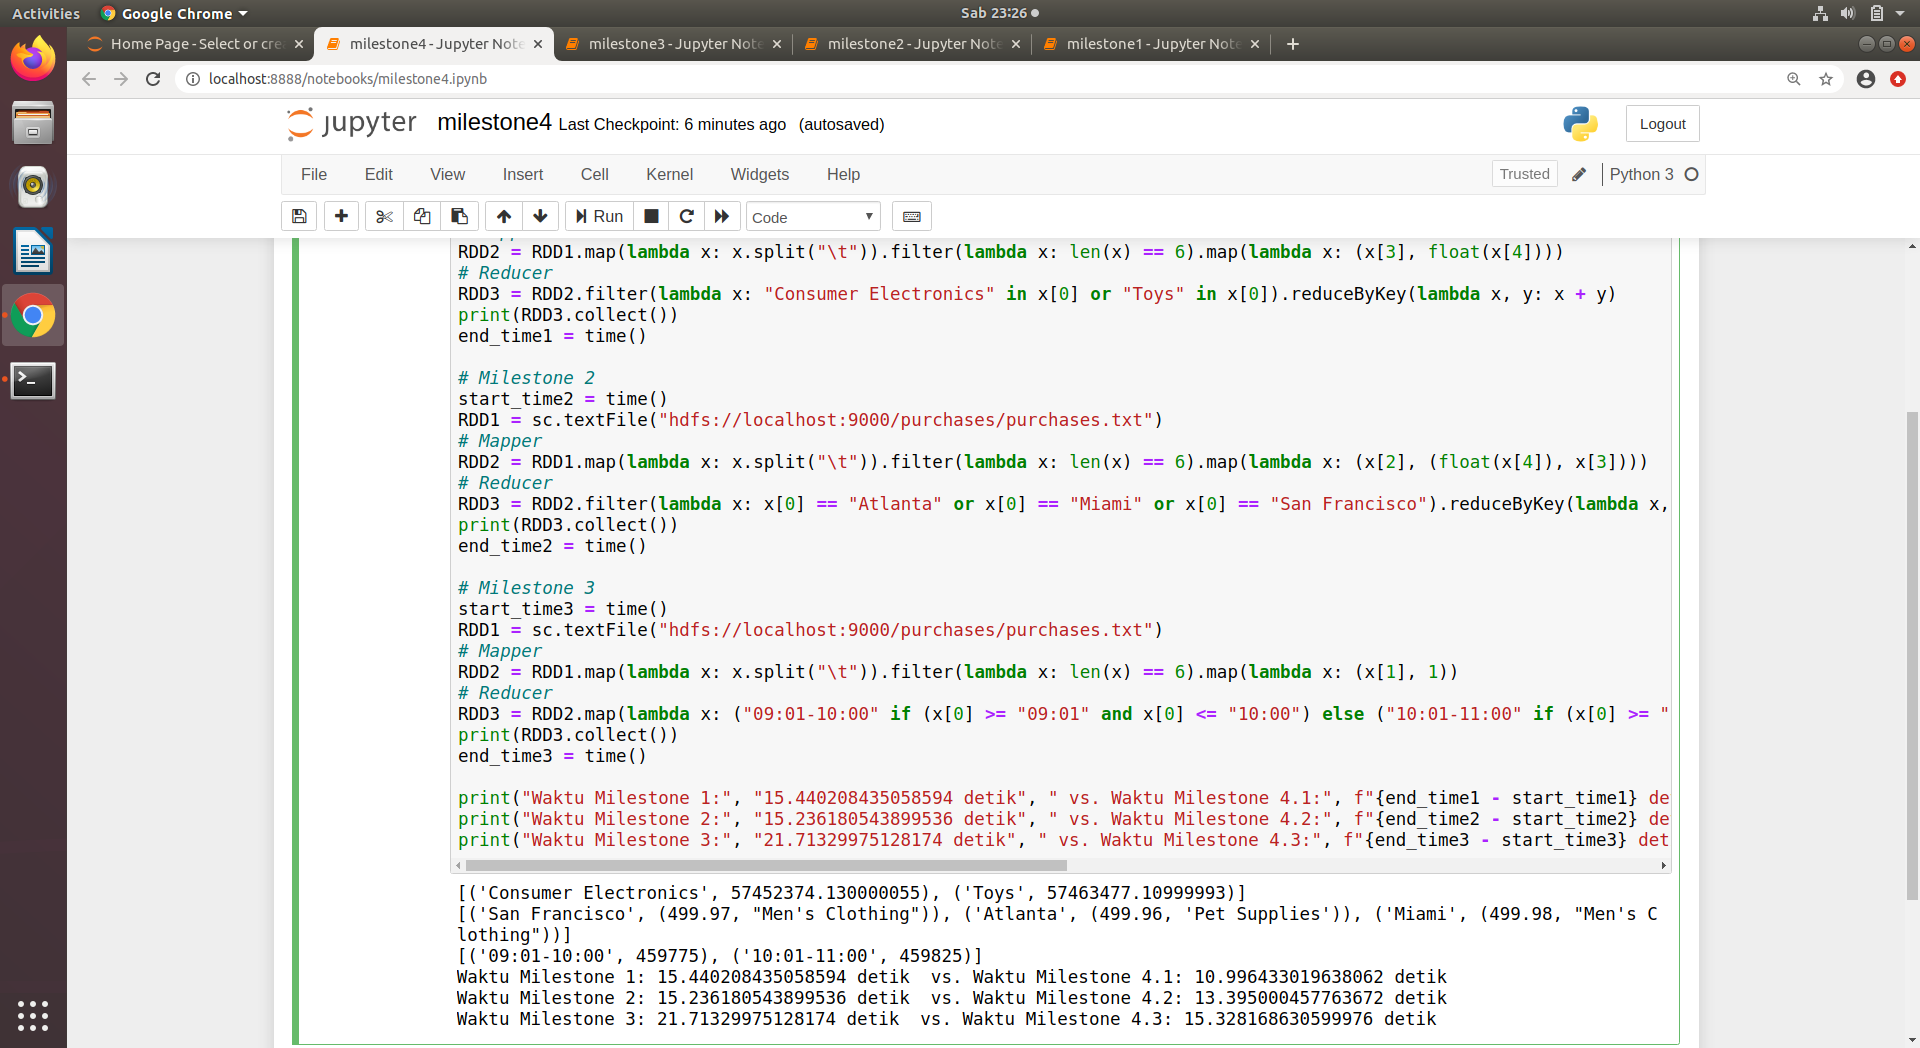 Activities
Google Chrome
Sab 23:26
Home Page - Select or cre
milestone4 - Jupyter Note
milestone3 - Jupyter Note
milestone2 - Jupyter Note
milestone1 - Jupyter Note
localhost:8888/notebooks/milestone4.ipynb
jupyter milestone4 Last Checkpoint: 6 minutes ago (autosaved)
Logout
File Edit View Insert Cell Kernel Widgets Help
Trusted
Python 3
Run
Code
RDD2 = RDD1.map(lambda x: x.split("\t")).filter(lambda x: len(x) == 6).map(lambda x: (x[3], float(x[4])))
# Reducer
RDD3 = RDD2.filter(lambda x: "Consumer Electronics" in x[0] or "Toys" in x[0]).reduceByKey(lambda x, y: x + y)
print(RDD3.collect())
end_time1 = time()
# Milestone 2
start_time2 = time()
RDD1 = sc.textFile("hdfs://localhost:9000/purchases/purchases.txt")
# Mapper
RDD2 = RDD1.map(lambda x: x.split("\t")).filter(lambda x: len(x) == 6).map(lambda x: (x[2], (float(x[4]), x[3])))
# Reducer
RDD3 = RDD2.filter(lambda x: x[0] == "Atlanta" or x[0] == "Miami" or x[0] == "San Francisco").reduceByKey(lambda x,
print(RDD3.collect())
end_time2 = time()
# Milestone 3
start_time3 = time()
RDD1 = sc.textFile("hdfs://localhost:9000/purchases/purchases.txt")
# Mapper
RDD2 = RDD1.map(lambda x: x.split("\t")).filter(lambda x: len(x) == 6).map(lambda x: (x[1], 1))
# Reducer
RDD3 = RDD2.map(lambda x: ("09:01-10:00" if (x[0] >= "09:01" and x[0] <= "10:00") else ("10:01-11:00" if (x[0] >= "
print(RDD3.collect())
end_time3 = time()
print("Waktu Milestone 1:", "15.440208435058594 detik", " vs. Waktu Milestone 4.1:", f"{end_time1 - start_time1} de
print("Waktu Milestone 2:", "15.236180543899536 detik", " vs. Waktu Milestone 4.2:", f"{end_time2 - start_time2} de
print("Waktu Milestone 3:", "21.71329975128174 detik", " vs. Waktu Milestone 4.3:", f"{end_time3 - start_time3} det
[('Consumer Electronics', 57452374.130000055), ('Toys', 57463477.10999993)]
[('San Francisco', (499.97, "Men's Clothing")), ('Atlanta', (499.96, 'Pet Supplies')), ('Miami', (499.98, "Men's C
lothing"))]
[('09:01-10:00', 459775), ('10:01-11:00', 459825)]
Waktu Milestone 1: 15.440208435058594 detik  vs. Waktu Milestone 4.1: 10.996433019638062 detik
Waktu Milestone 2: 15.236180543899536 detik  vs. Waktu Milestone 4.2: 13.395000457763672 detik
Waktu Milestone 3: 21.71329975128174 detik  vs. Waktu Milestone 4.3: 15.328168630599976 detik